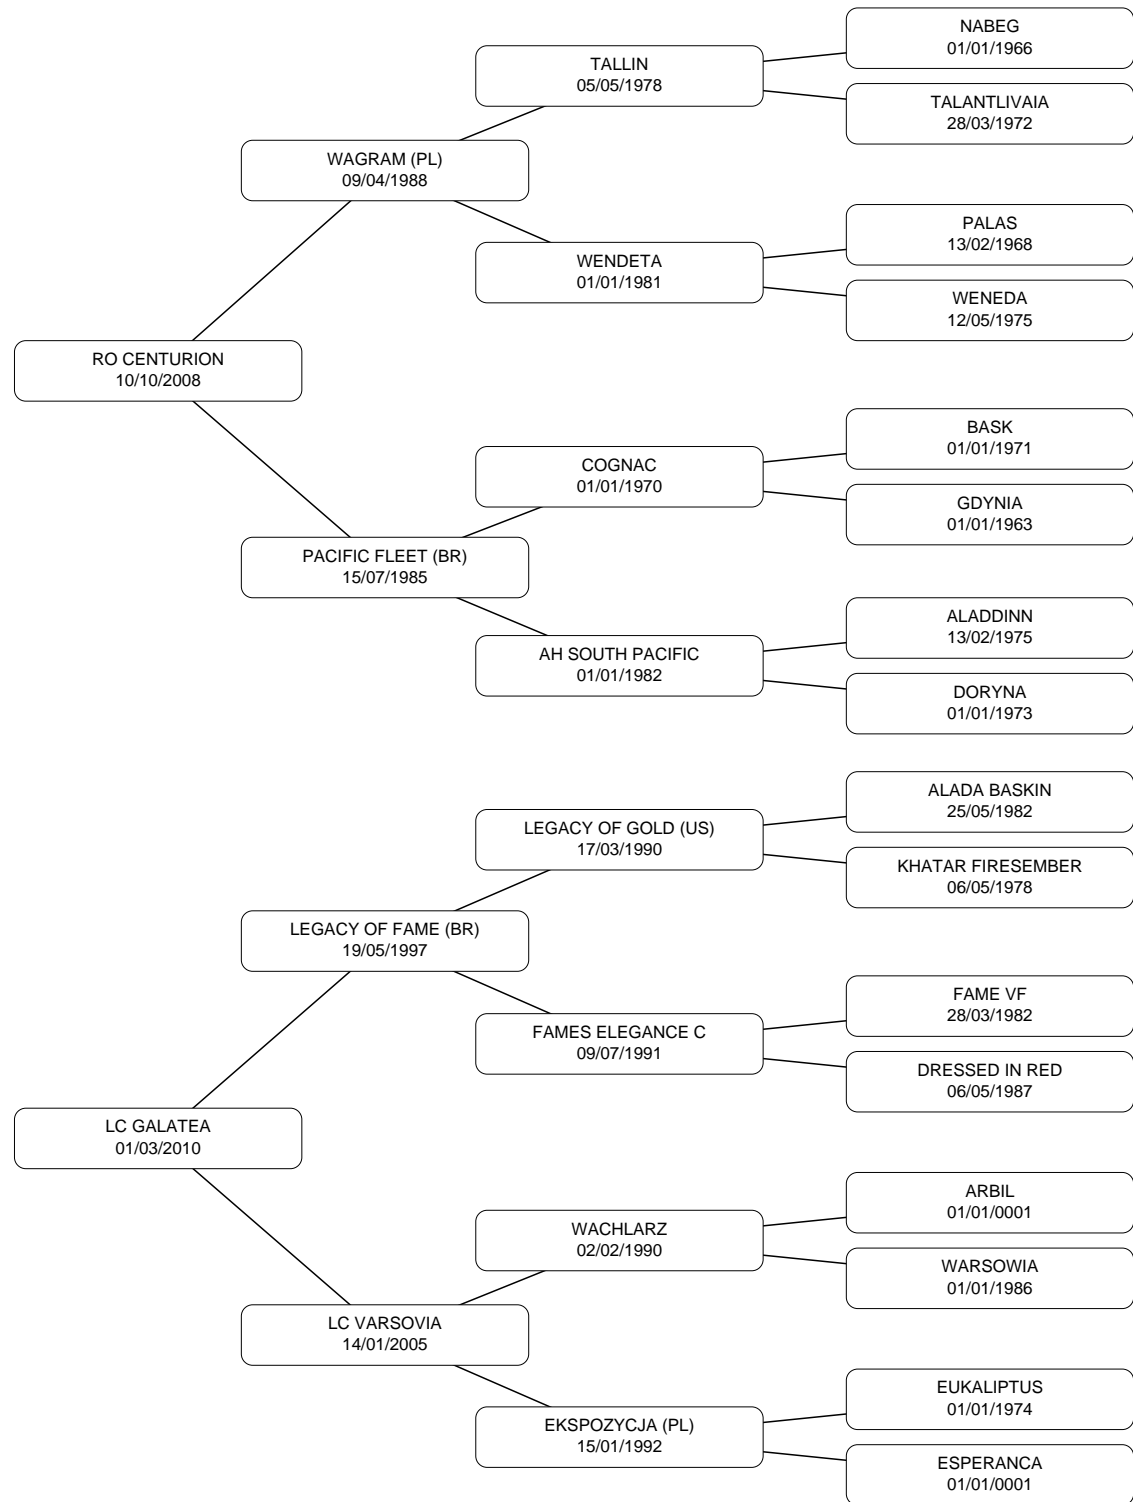 NABEG
01/01/1966
TALLIN
05/05/1978
TALANTLIVAIA
28/03/1972
WAGRAM (PL)
09/04/1988
PALAS
13/02/1968
WENDETA
01/01/1981
WENEDA
12/05/1975
RO CENTURION
10/10/2008
BASK
01/01/1971
COGNAC
01/01/1970
GDYNIA
01/01/1963
PACIFIC FLEET (BR)
15/07/1985
ALADDINN
13/02/1975
AH SOUTH PACIFIC
01/01/1982
DORYNA
01/01/1973
ALADA BASKIN
25/05/1982
LEGACY OF GOLD (US)
17/03/1990
KHATAR FIRESEMBER
06/05/1978
LEGACY OF FAME (BR)
19/05/1997
FAME VF
28/03/1982
FAMES ELEGANCE C
09/07/1991
DRESSED IN RED
06/05/1987
LC GALATEA
01/03/2010
ARBIL
01/01/0001
WACHLARZ
02/02/1990
WARSOWIA
01/01/1986
LC VARSOVIA
14/01/2005
EUKALIPTUS
01/01/1974
EKSPOZYCJA (PL)
15/01/1992
ESPERANCA
01/01/0001